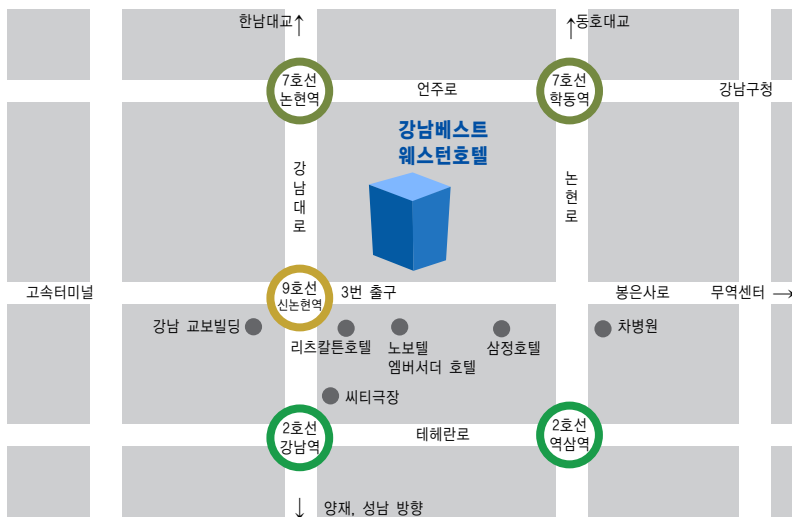 한남대교
동호대교
7호선
논현역
언주로
7호선
학동역
강남구청
강남베스트
웨스턴호텔
강남대로
논현로
고속터미널
9호선
신논현역
3번 출구
봉은사로
무역센터
강남 교보빌딩
리츠칼튼호텔
노보텔
엠버서더 호텔
삼정호텔
차병원
씨티극장
2호선
강남역
테헤란로
2호선
역삼역
양재, 성남 방향